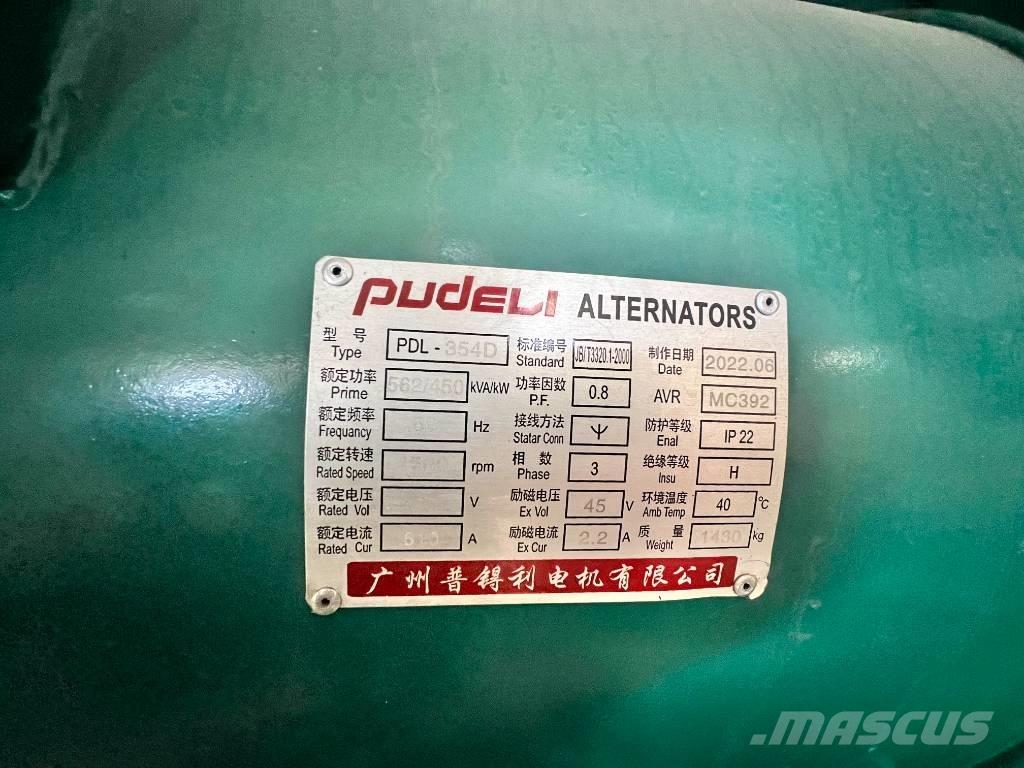 PUDELI ALTERNATORS
型号 Type PDL - 354D 标准编号 Standard JB/T3320.1-2000 制作日期 Date 2022.06
额定功率 Prime 562/450 kVA/kW 功率因数 P.F. 0.8 AVR MC392
额定频率 Frequancy Hz 接线方法 Statar Conn 防护等级 Enal IP 22
额定转速 Rated Speed rpm 相数 Phase 3 绝缘等级 Insu H
额定电压 Rated Vol V 励磁电压 Ex Vol 45 V 环境温度 Amb Temp 40 ℃
额定电流 Rated Cur A 励磁电流 Ex Cur 2.2 A 质量 Weight 1430 kg
广州普锝利电机有限公司
MASCUS